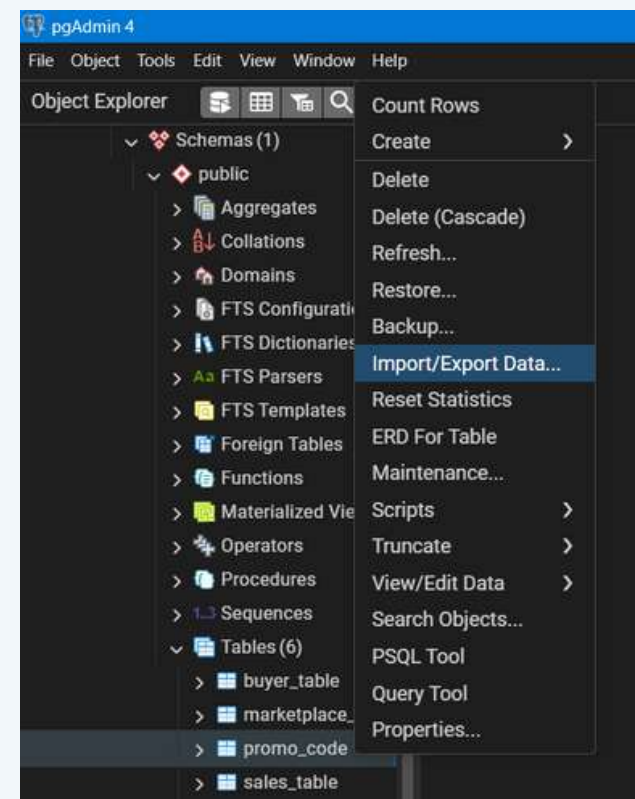 pgAdmin 4
File Object Tools Edit View Window Help
Object Explorer
Schemas (1)
public
Aggregates
Collations
Domains
FTS Configurati
FTS Dictionaries
Aa FTS Parsers
FTS Templates
Foreign Tables
Functions
Materialized Vie
Operators
Procedures
1..3 Sequences
Tables (6)
buyer_table
marketplace_
promo_code
sales_table
Count Rows
Create
Delete
Delete (Cascade)
Refresh...
Restore...
Backup...
Import/Export Data...
Reset Statistics
ERD For Table
Maintenance...
Scripts
Truncate
View/Edit Data
Search Objects...
PSQL Tool
Query Tool
Properties...